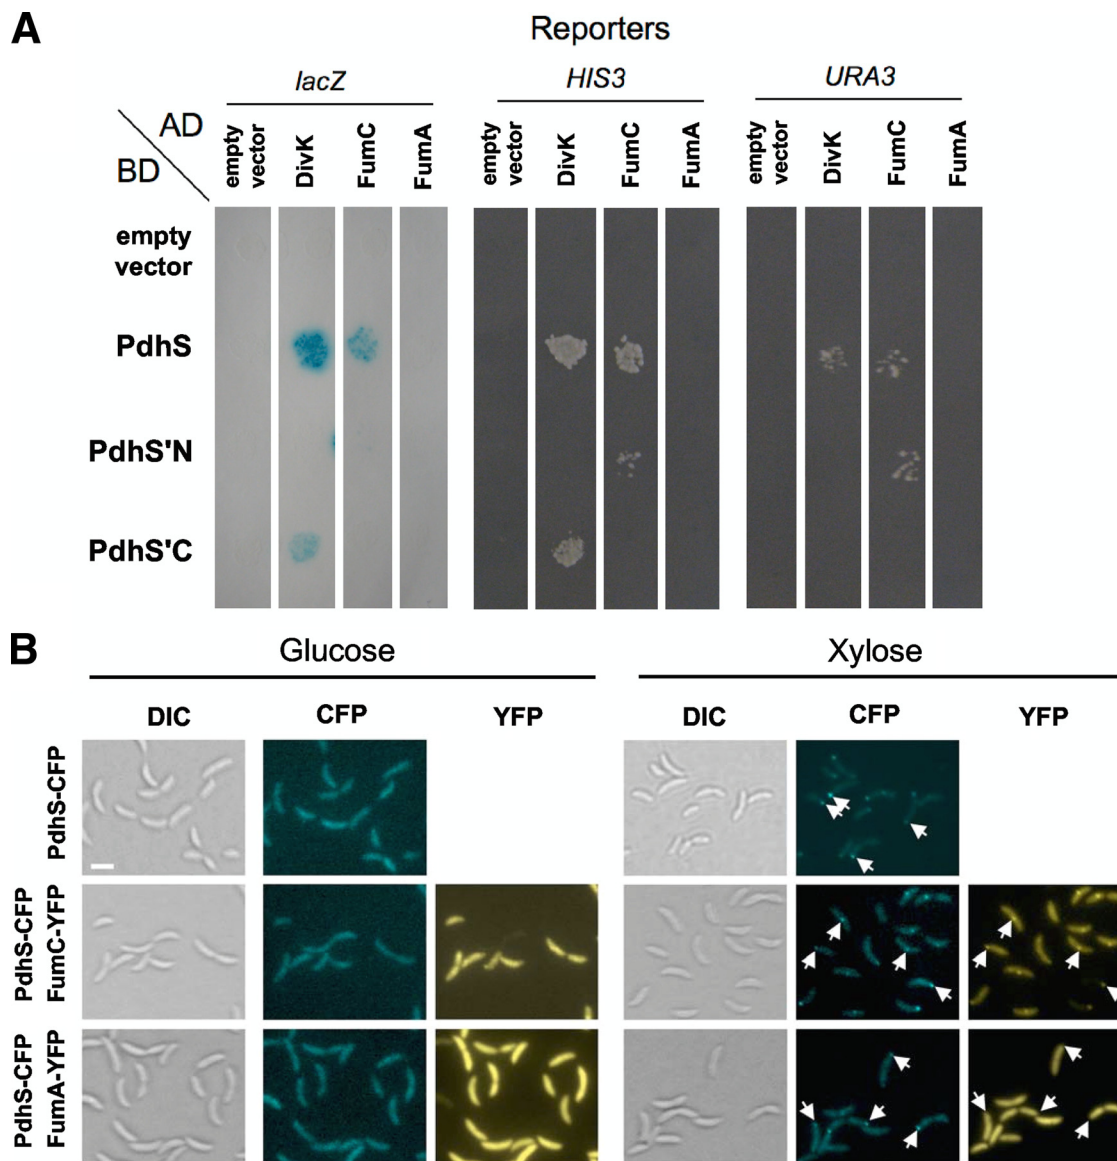 A
Reporters
lacZ HIS3 URA3
AD
BD
empty vector DivK FumC FumA empty vector DivK FumC FumA empty vector DivK FumC FumA
empty
vector
PdhS
PdhS'N
PdhS'C
B
Glucose Xylose
DIC CFP YFP DIC CFP YFP
PdhS-CFP
PdhS-CFP
FumC-YFP
PdhS-CFP
FumA-YFP